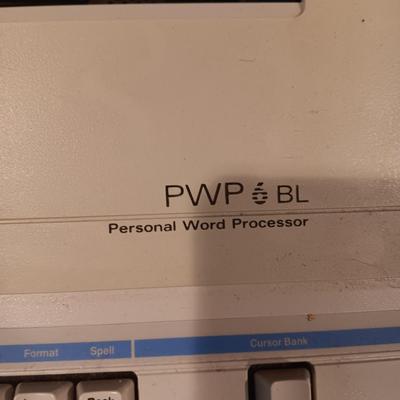 PWP 6 BL
Personal Word Processor
Format Spell Cursor Bank